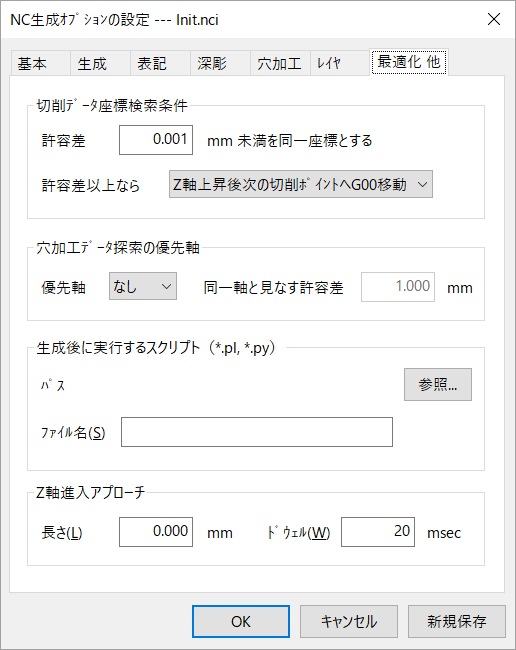 NC生成ｵﾌﾟｼｮﾝの設定 --- Init.nci
基本 生成 表記 深彫 穴加工 ﾚｲﾔ 最適化 他
切削ﾃﾞｰﾀ座標検索条件
許容差 0.001 mm 未満を同一座標とする
許容差以上なら Z軸上昇後次の切削ﾎﾟｲﾝﾄへG00移動
穴加工ﾃﾞｰﾀ探索の優先軸
優先軸 なし 同一軸と見なす許容差 1.000 mm
生成後に実行するスクリプト（*.pl, *.py）
ﾊﾟｽ 参照...
ﾌｧｲﾙ名(S)
Z軸進入アプローチ
長さ(L) 0.000 mm ﾄﾞｳｪﾙ(W) 20 msec
OK キャンセル 新規保存